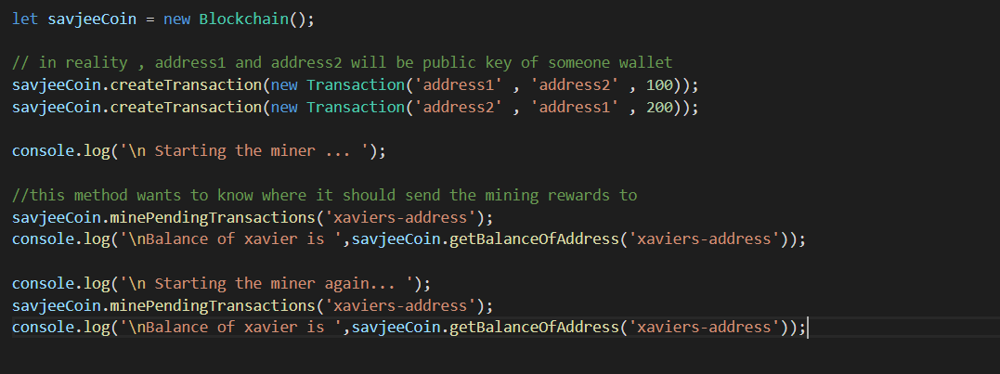 let savjeeCoin = new Blockchain();
// in reality , address1 and address2 will be public key of someone wallet
savjeeCoin.createTransaction(new Transaction('address1' , 'address2' , 100));
savjeeCoin.createTransaction(new Transaction('address2' , 'address1' , 200));
console.log('\n Starting the miner ... ');
//this method wants to know where it should send the mining rewards to
savjeeCoin.minePendingTransactions('xaviers-address');
console.log('\nBalance of xavier is ',savjeeCoin.getBalanceOfAddress('xaviers-address'));
console.log('\n Starting the miner again... ');
savjeeCoin.minePendingTransactions('xaviers-address');
console.log('\nBalance of xavier is ',savjeeCoin.getBalanceOfAddress('xaviers-address'));